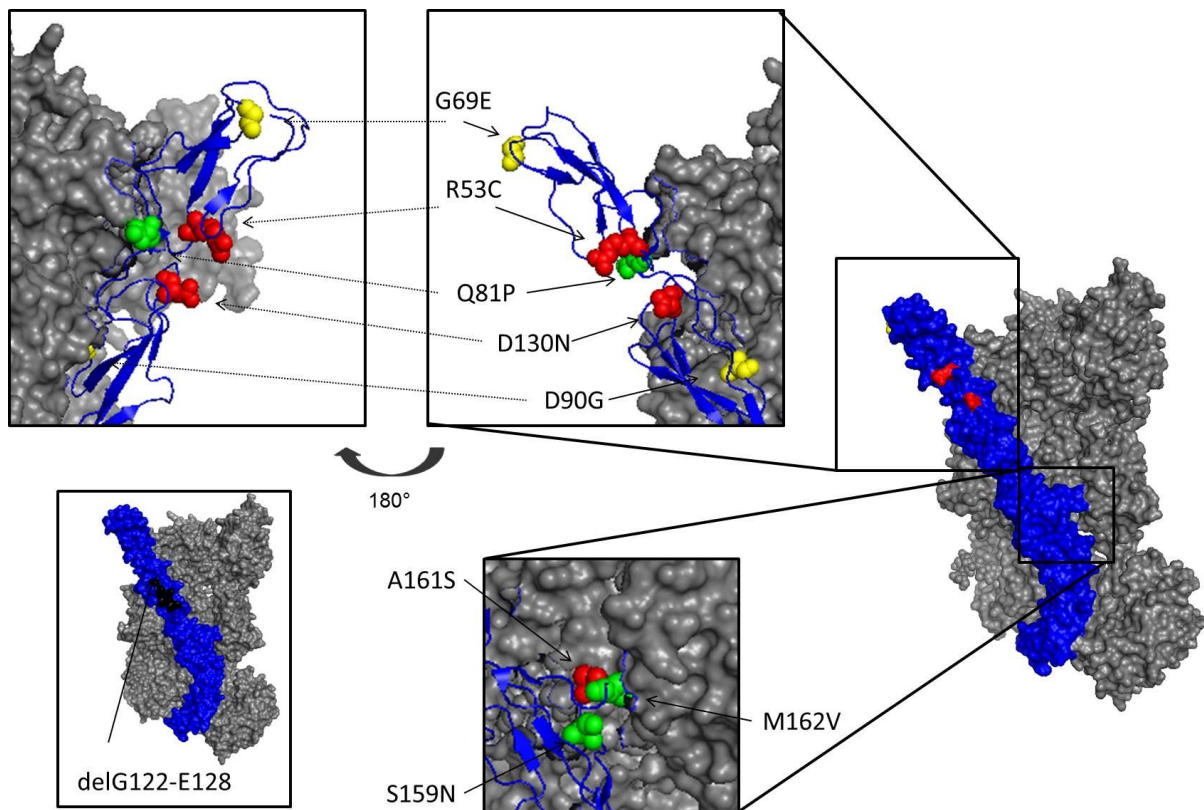 G69E
R53C
Q81P
D130N
D90G
180°
A161S
M162V
S159N
delG122-E128